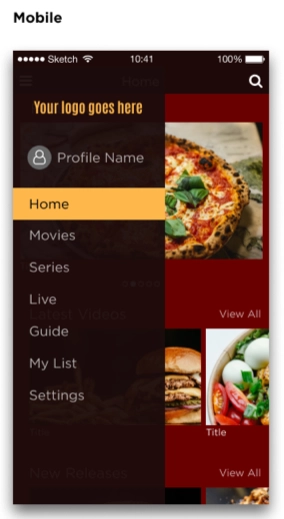 Mobile
Sketch 10:41 100%
Home
Your logo goes here
Profile Name
Home
Movies
Series
Live
Latest Videos View All
Guide
My List
Settings
Title Title
New Releases View All